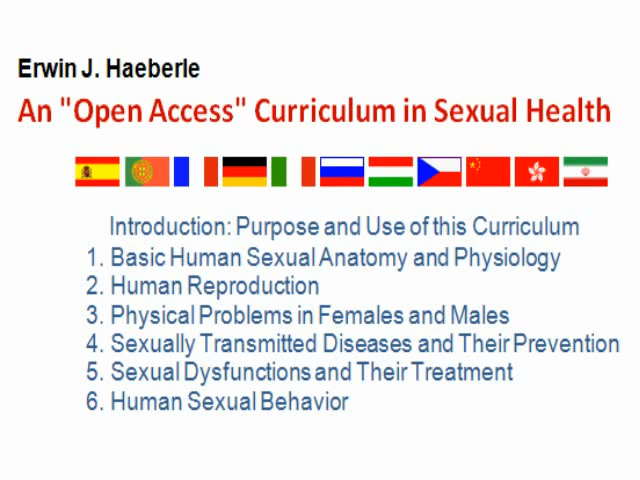 Erwin J. Haeberle
An "Open Access" Curriculum in Sexual Health
Introduction: Purpose and Use of this Curriculum
1. Basic Human Sexual Anatomy and Physiology
2. Human Reproduction
3. Physical Problems in Females and Males
4. Sexually Transmitted Diseases and Their Prevention
5. Sexual Dysfunctions and Their Treatment
6. Human Sexual Behavior